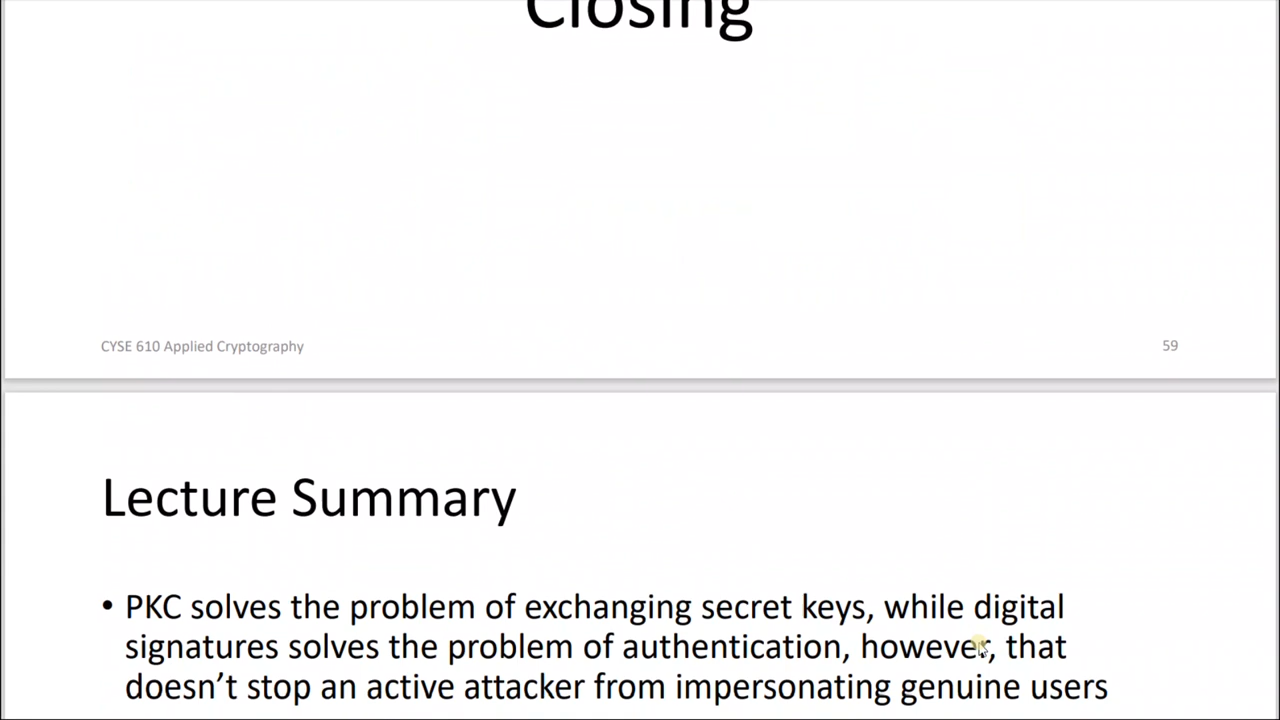 Closing
CYSE 610 Applied Cryptography
59
Lecture Summary
• PKC solves the problem of exchanging secret keys, while digital
signatures solves the problem of authentication, however, that
doesn’t stop an active attacker from impersonating genuine users